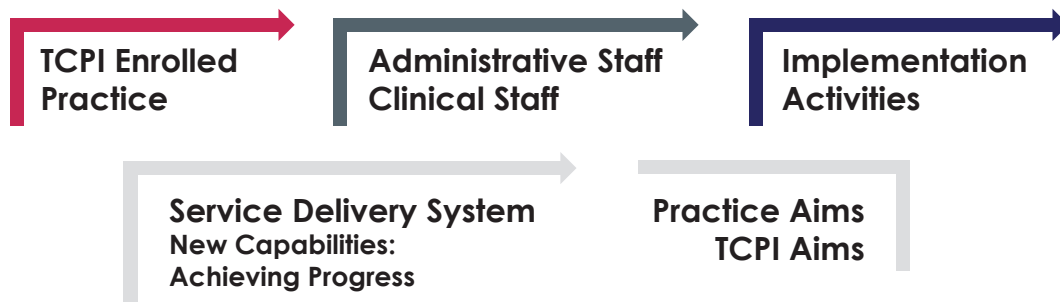 TCPI Enrolled
Practice
Administrative Staff
Clinical Staff
Implementation
Activities
Service Delivery System
New Capabilities:
Achieving Progress
Practice Aims
TCPI Aims